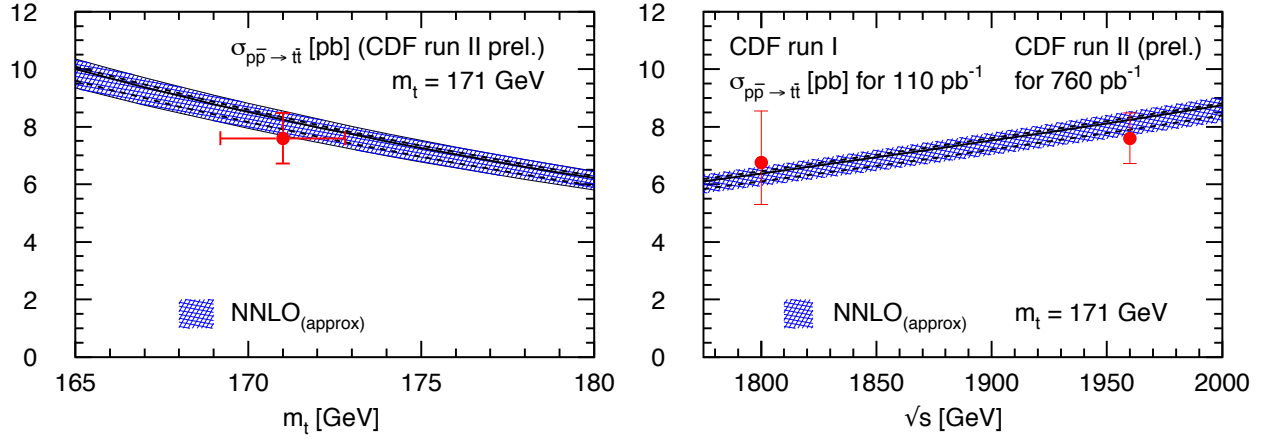 12
10
8
6
4
2
0
165
170
175
180
m_t [GeV]
σ_{pp̅ → tt̅} [pb] (CDF run II prel.)
m_t = 171 GeV
NNLO_(approx)
12
10
8
6
4
2
0
1800
1850
1900
1950
2000
√s [GeV]
CDF run I
σ_{pp̅ → tt̅} [pb] for 110 pb⁻¹
CDF run II (prel.)
for 760 pb⁻¹
NNLO_(approx)
m_t = 171 GeV